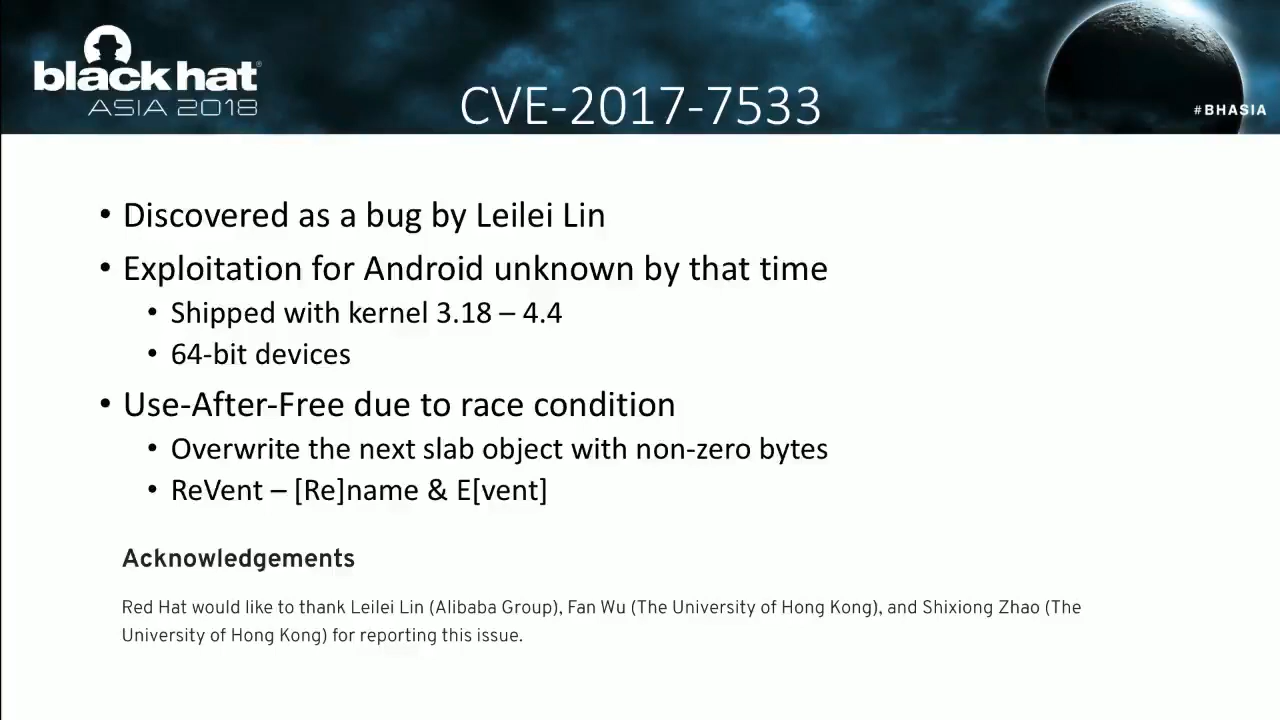 black hat®
ASIA 2018
CVE-2017-7533
#BHASIA
• Discovered as a bug by Leilei Lin
• Exploitation for Android unknown by that time
• Shipped with kernel 3.18 – 4.4
• 64-bit devices
• Use-After-Free due to race condition
• Overwrite the next slab object with non-zero bytes
• ReVent – [Re]name & E[vent]
Acknowledgements
Red Hat would like to thank Leilei Lin (Alibaba Group), Fan Wu (The University of Hong Kong), and Shixiong Zhao (The
University of Hong Kong) for reporting this issue.